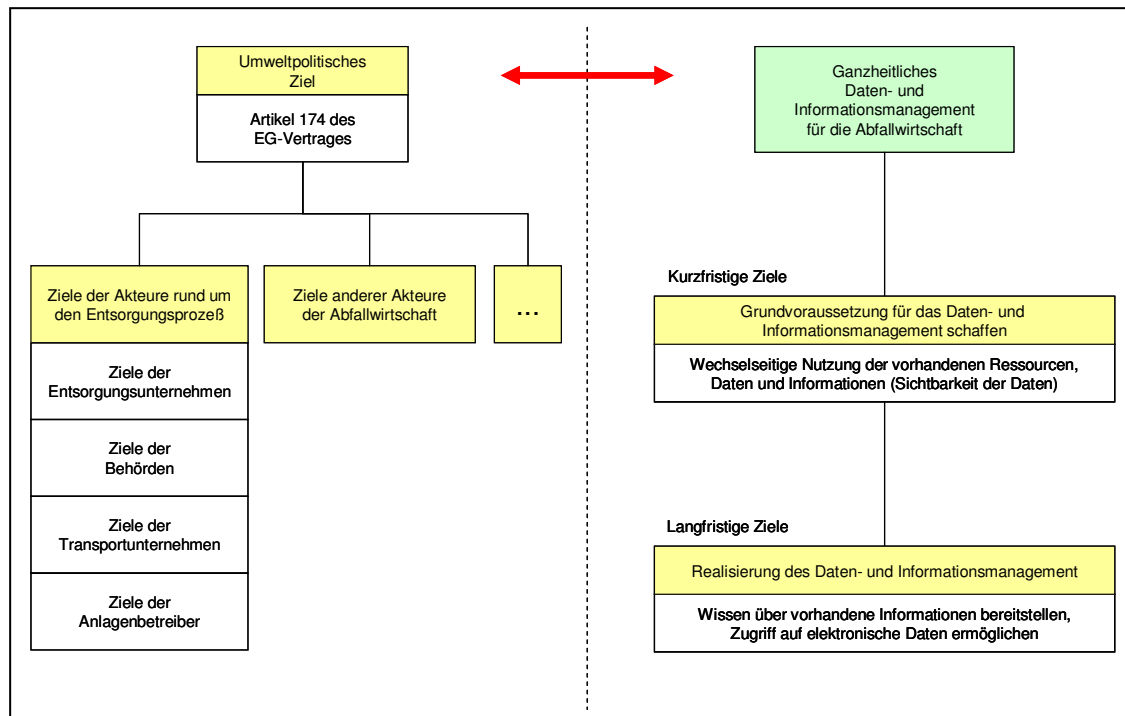 Umweltpolitisches
Ziel
Artikel 174 des
EG-Vertrages
Ziele der Akteure rund um
den Entsorgungsprozeß
Ziele der
Entsorgungsunternehmen
Ziele der
Behörden
Ziele der
Transportunternehmen
Ziele der
Anlagenbetreiber
Ziele anderer Akteure
der Abfallwirtschaft
...
Ganzheitliches
Daten- und
Informationsmanagement
für die Abfallwirtschaft
Kurzfristige Ziele
Grundvoraussetzung für das Daten- und
Informationsmanagement schaffen
Wechselseitige Nutzung der vorhandenen Ressourcen,
Daten und Informationen (Sichtbarkeit der Daten)
Langfristige Ziele
Realisierung des Daten- und Informationsmanagement
Wissen über vorhandene Informationen bereitstellen,
Zugriff auf elektronische Daten ermöglichen